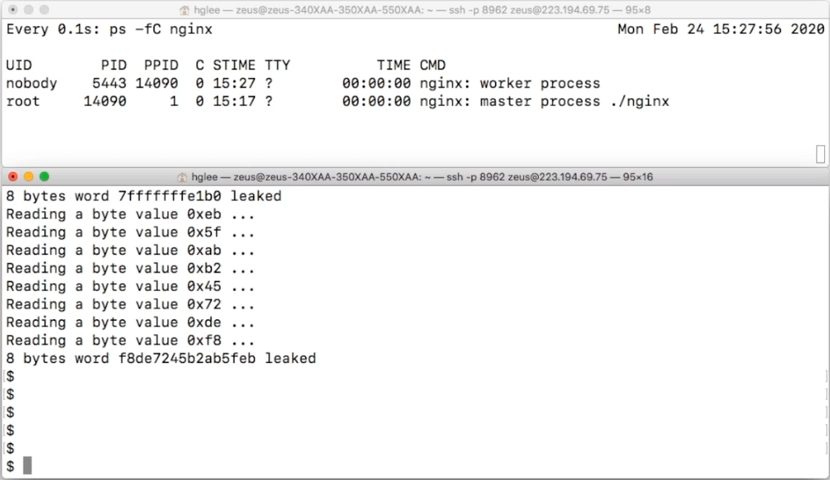 hglee — zeus@zeus-340XAA-350XAA-550XAA: ~ — ssh -p 8962 zeus@223.194.69.75 — 95×8
Every 0.1s: ps -fC nginx Mon Feb 24 15:27:56 2020
UID PID PPID C STIME TTY TIME CMD
nobody 5443 14090 0 15:27 ? 00:00:00 nginx: worker process
root 14090 1 0 15:17 ? 00:00:00 nginx: master process ./nginx
hglee — zeus@zeus-340XAA-350XAA-550XAA: ~ — ssh -p 8962 zeus@223.194.69.75 — 95×16
8 bytes word 7fffffffe1b0 leaked
Reading a byte value 0xeb ...
Reading a byte value 0x5f ...
Reading a byte value 0xab ...
Reading a byte value 0xb2 ...
Reading a byte value 0x45 ...
Reading a byte value 0x72 ...
Reading a byte value 0xde ...
Reading a byte value 0xf8 ...
8 bytes word f8de7245b2ab5feb leaked
$
$
$
$
$
$